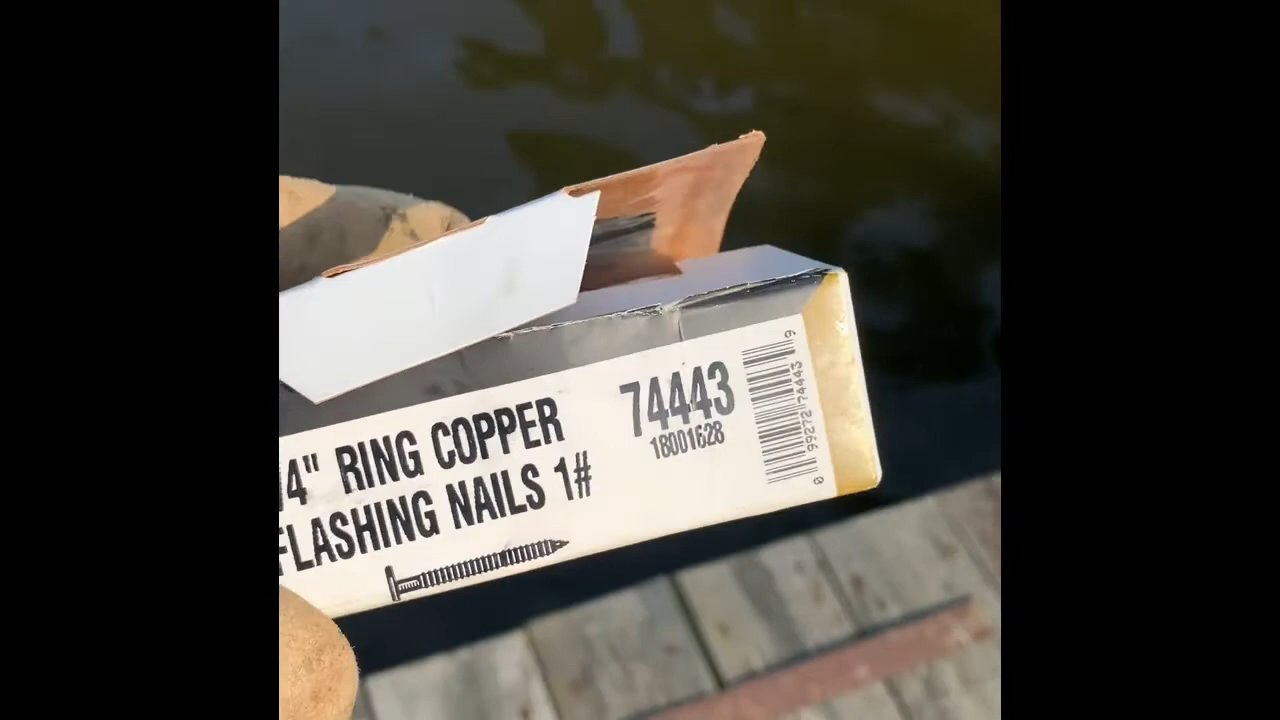 4" RING COPPER
FLASHING NAILS 1#
74443
18001628
0 99272 74443 9